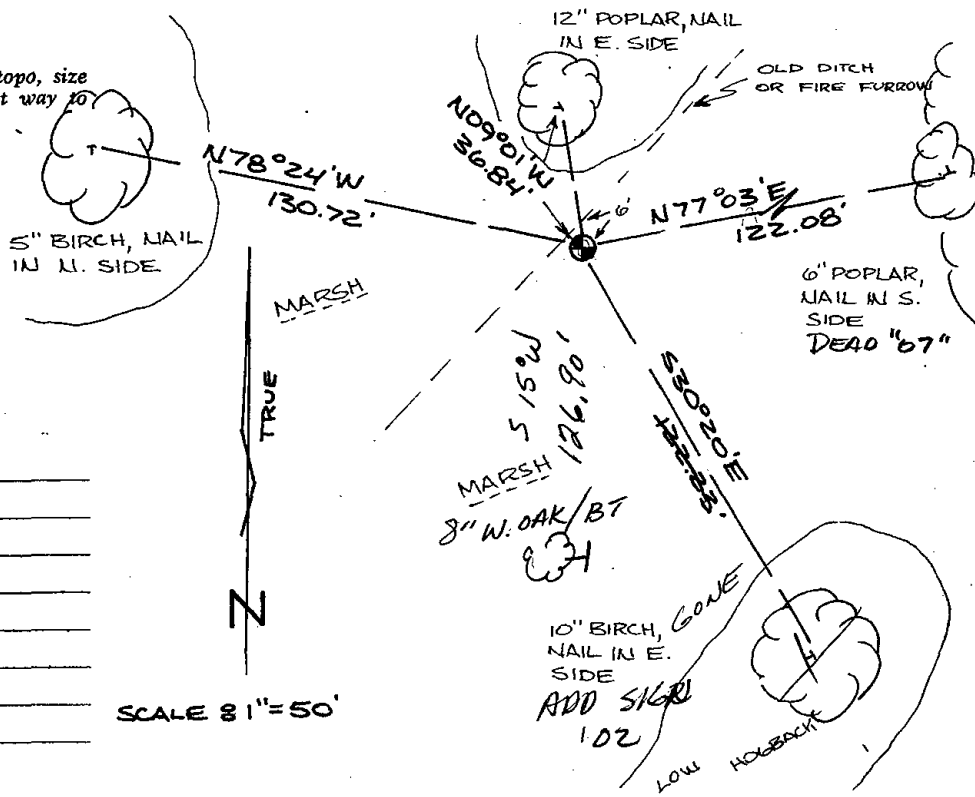 12" POPLAR, NAIL
IN E. SIDE
OLD DITCH
OR FIRE FURROW
topo, size
t way to
N09°01'W
36.84'
N78°24'W
130.72'
6'
N77°03'E
122.08'
5" BIRCH, NAIL
IN N. SIDE
MARSH
6" POPLAR,
NAIL IN S.
SIDE
DEAD "07"
TRUE
S 15°W
126.90'
S30°20'E
122.83'
MARSH
8" W. OAK BT
N
10" BIRCH, GONE
NAIL IN E.
SIDE
ADD SIGN
'02
SCALE 1"=50'
LOW HOGBACK